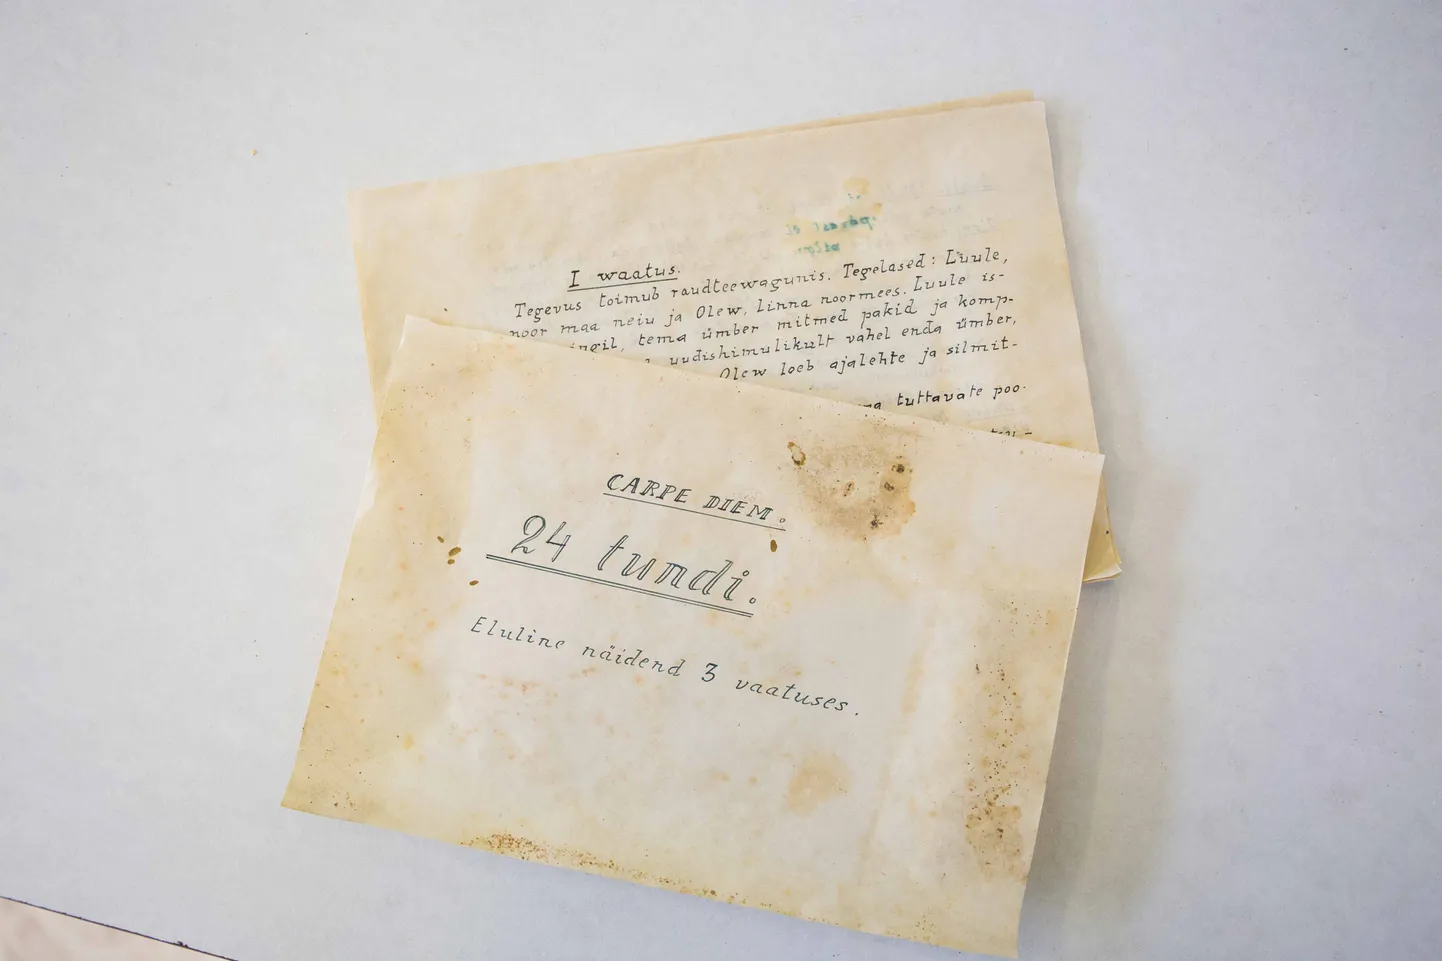 I waatus.
Tegevus toimub raudteewagunis. Tegelased: Luule,
noor maa neiu ja Olew, linna noormees. Luule is-
tema ümber mitmed pakid ja komp-
uudishimulikult vahel enda ümber,
Olew loeb ajalehte ja silmit-
tuttavate poo-
CARPE DIEM.
24 tundi.
Eluline näidend 3 vaatuses.